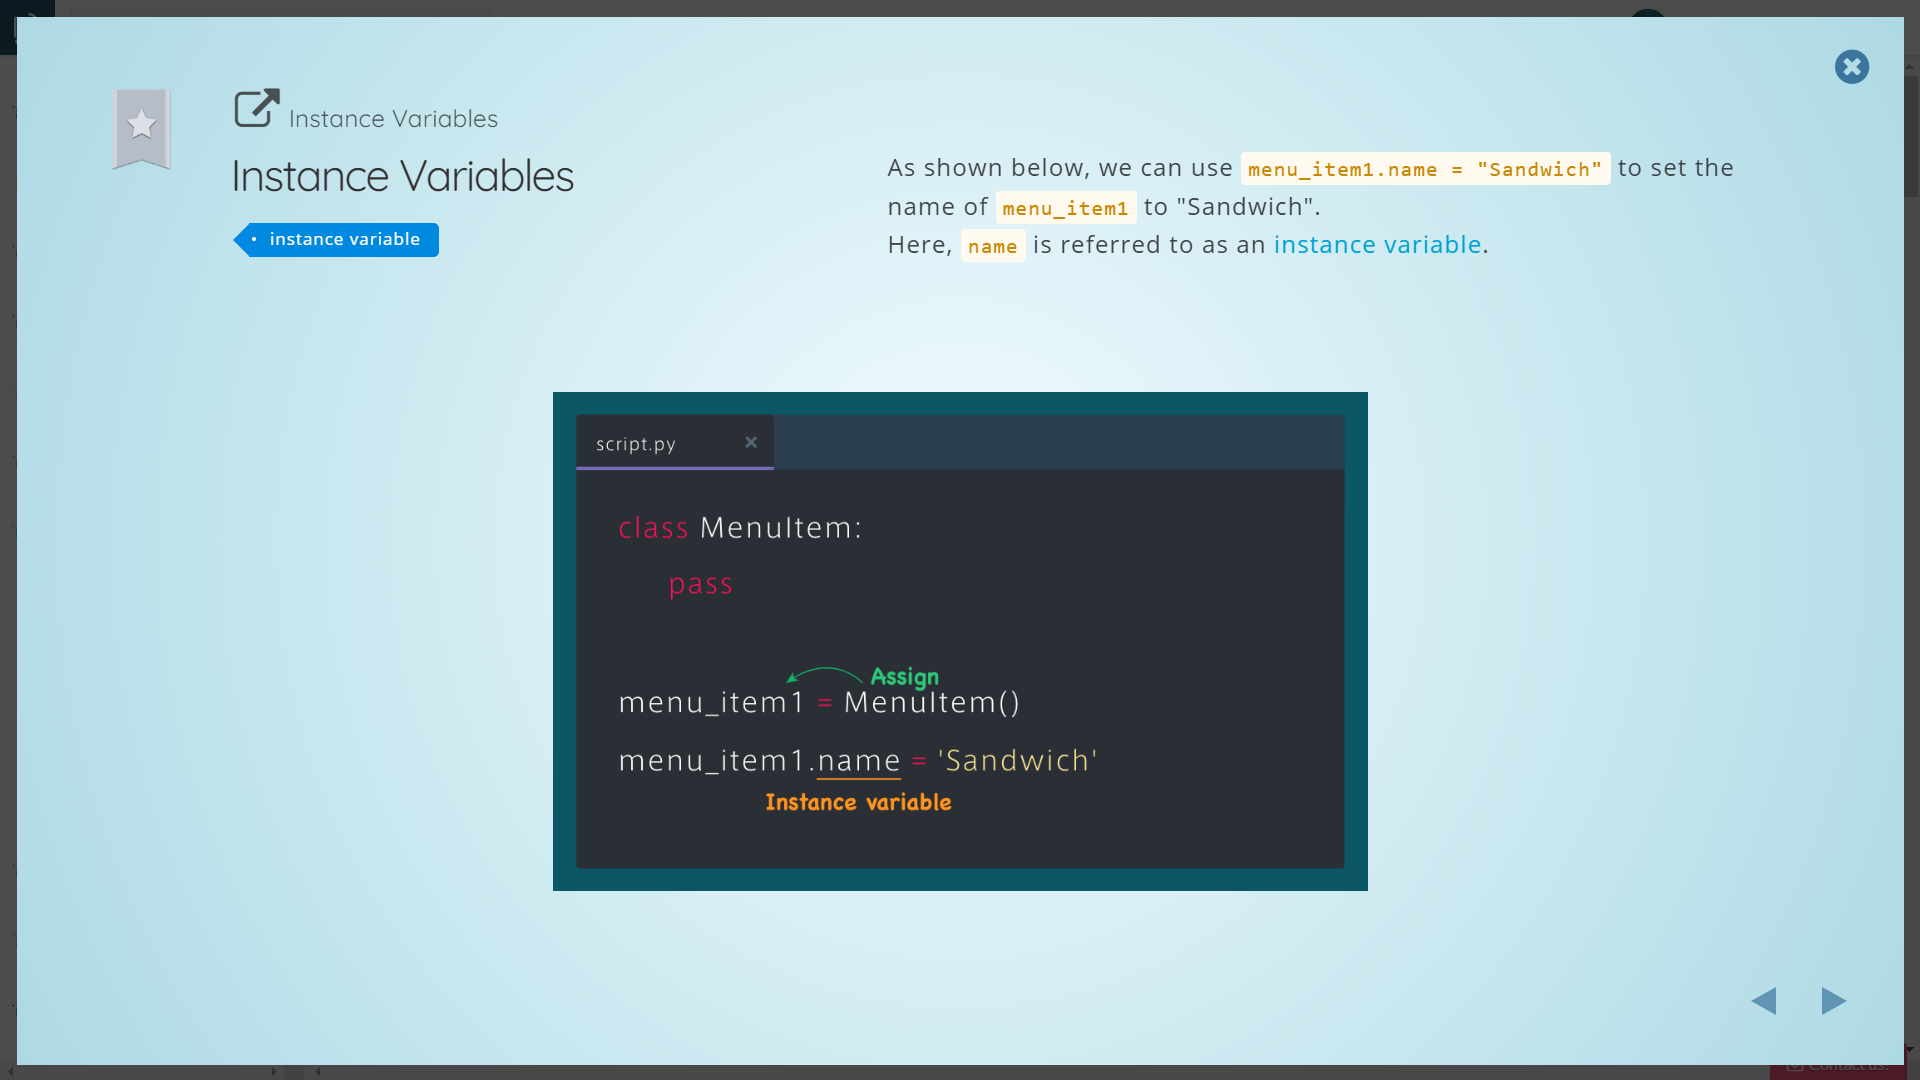 Instance Variables
Instance Variables
• instance variable
As shown below, we can use menu_item1.name = "Sandwich" to set the
name of menu_item1 to "Sandwich".
Here, name is referred to as an instance variable.
script.py
class MenuItem:
pass
Assign
menu_item1 = MenuItem()
menu_item1.name = 'Sandwich'
Instance variable
Contact us!